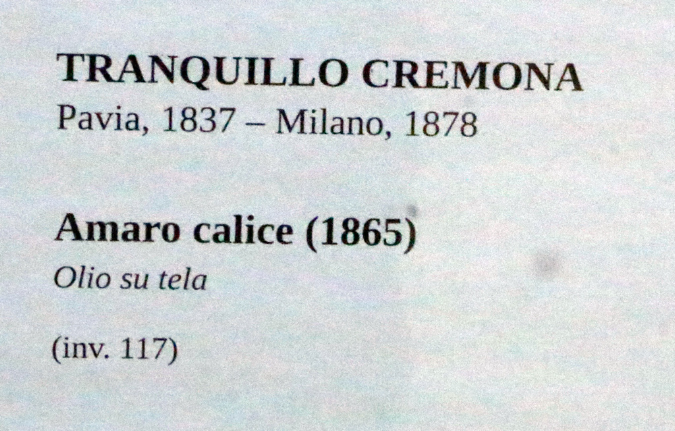 TRANQUILLO CREMONA
Pavia, 1837 – Milano, 1878
Amaro calice (1865)
Olio su tela
(inv. 117)